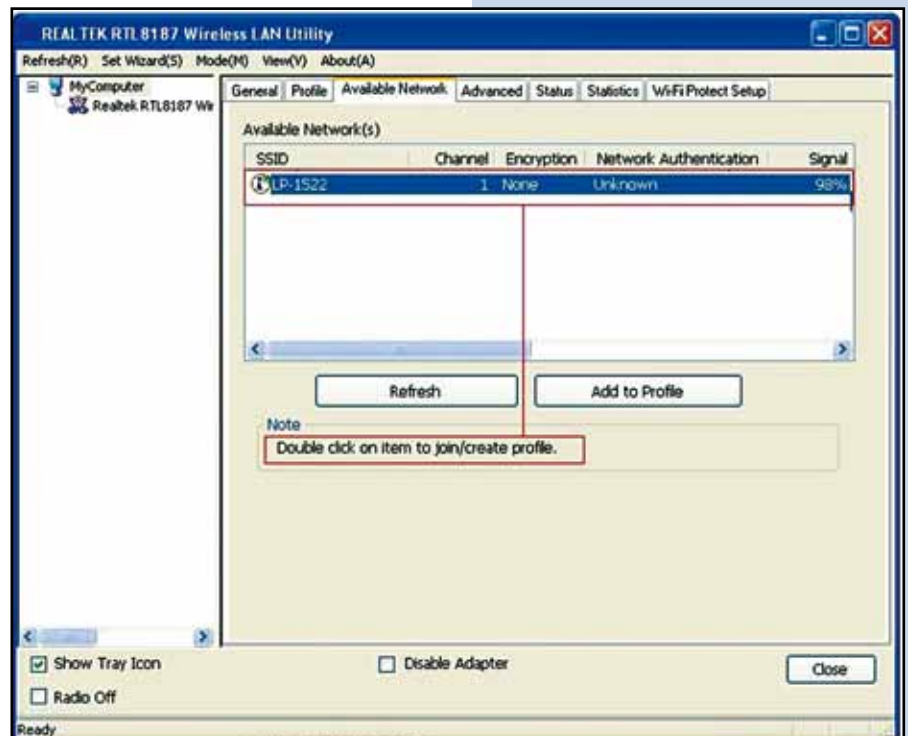 REALTEK RTL8187 Wireless LAN Utility
Refresh(R) Set Wizard(S) Mode(M) View(V) About(A)
MyComputer
Realtek RTL8187 Wir
General Profile Available Network Advanced Status Statistics Wi-Fi Protect Setup
Available Network(s)
SSID Channel Encryption Network Authentication Signal
LP-1522 1 None Unknown 98%
Refresh Add to Profile
Note
Double click on item to join/create profile.
Show Tray Icon Disable Adapter Close
Radio Off
Ready